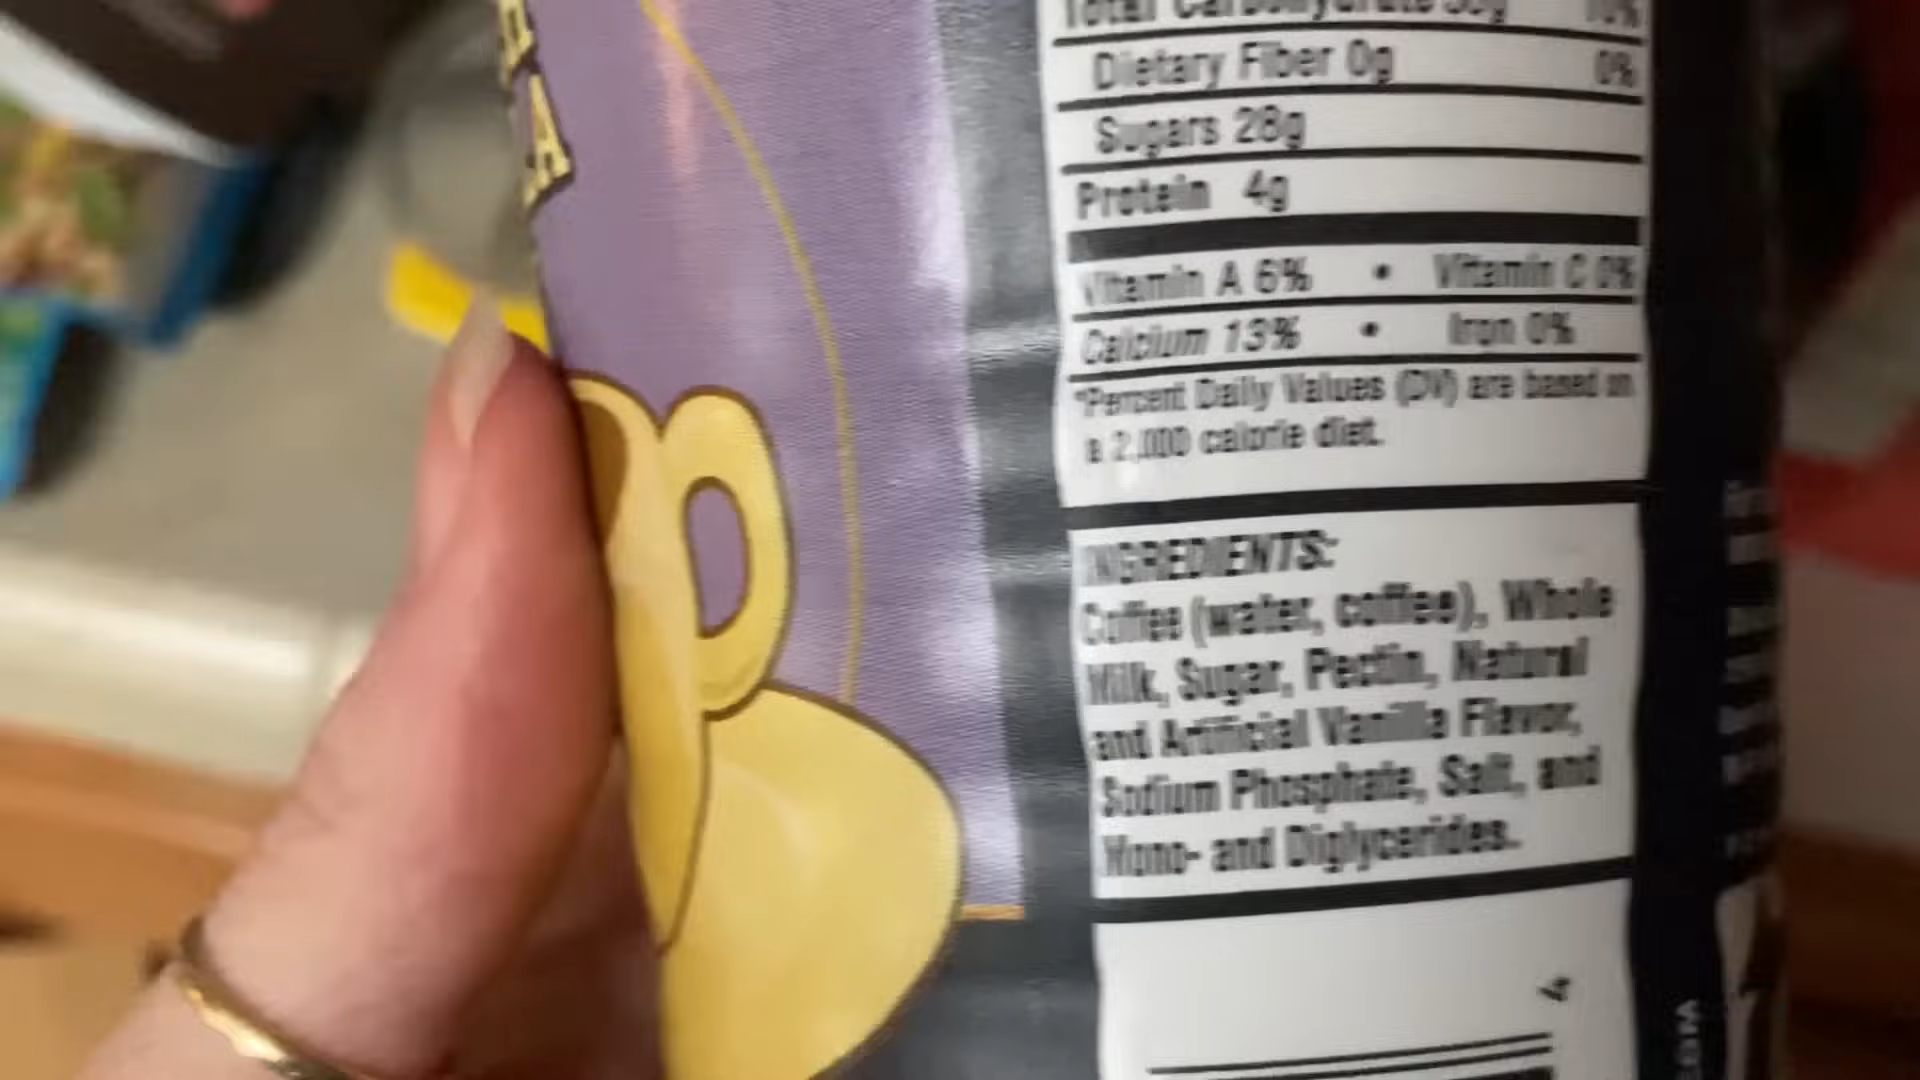 Total Carbohydrate 10%
Dietary Fiber 0g 0%
Sugars 28g
Protein 4g
Vitamin A 6% • Vitamin C 0%
Calcium 13% • Iron 0%
*Percent Daily Values (DV) are based on
a 2,000 calorie diet.
INGREDIENTS:
Coffee (water, coffee), Whole
Milk, Sugar, Pectin, Natural
and Artificial Vanilla Flavor,
Sodium Phosphate, Salt, and
Mono- and Diglycerides.
4